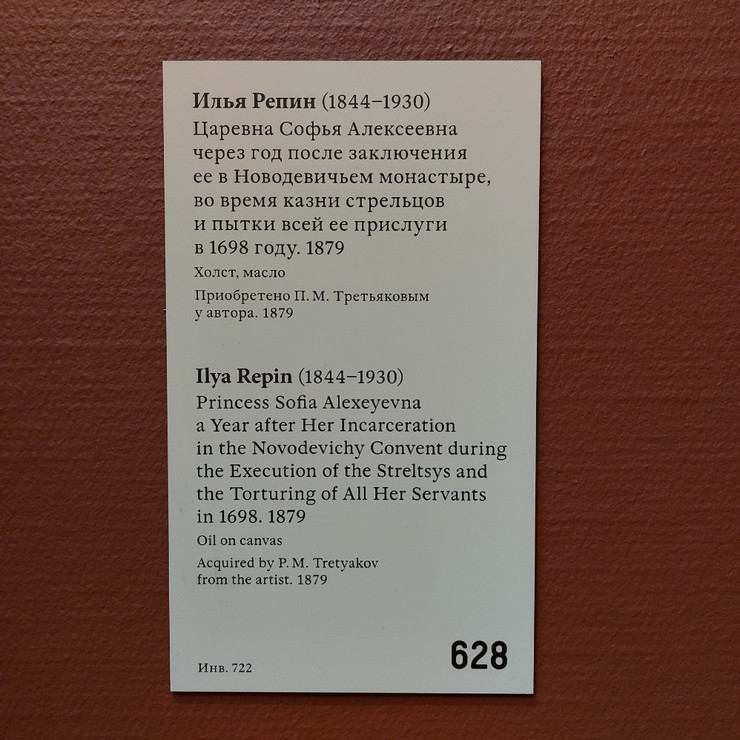 Илья Репин (1844–1930)
Царевна Софья Алексеевна
через год после заключения
ее в Новодевичьем монастыре,
во время казни стрельцов
и пытки всей ее прислуги
в 1698 году. 1879
Холст, масло
Приобретено П. М. Третьяковым
у автора. 1879
Ilya Repin (1844–1930)
Princess Sofia Alexeyevna
a Year after Her Incarceration
in the Novodevichy Convent during
the Execution of the Streltsys and
the Torturing of All Her Servants
in 1698. 1879
Oil on canvas
Acquired by P. M. Tretyakov
from the artist. 1879
Инв. 722
628